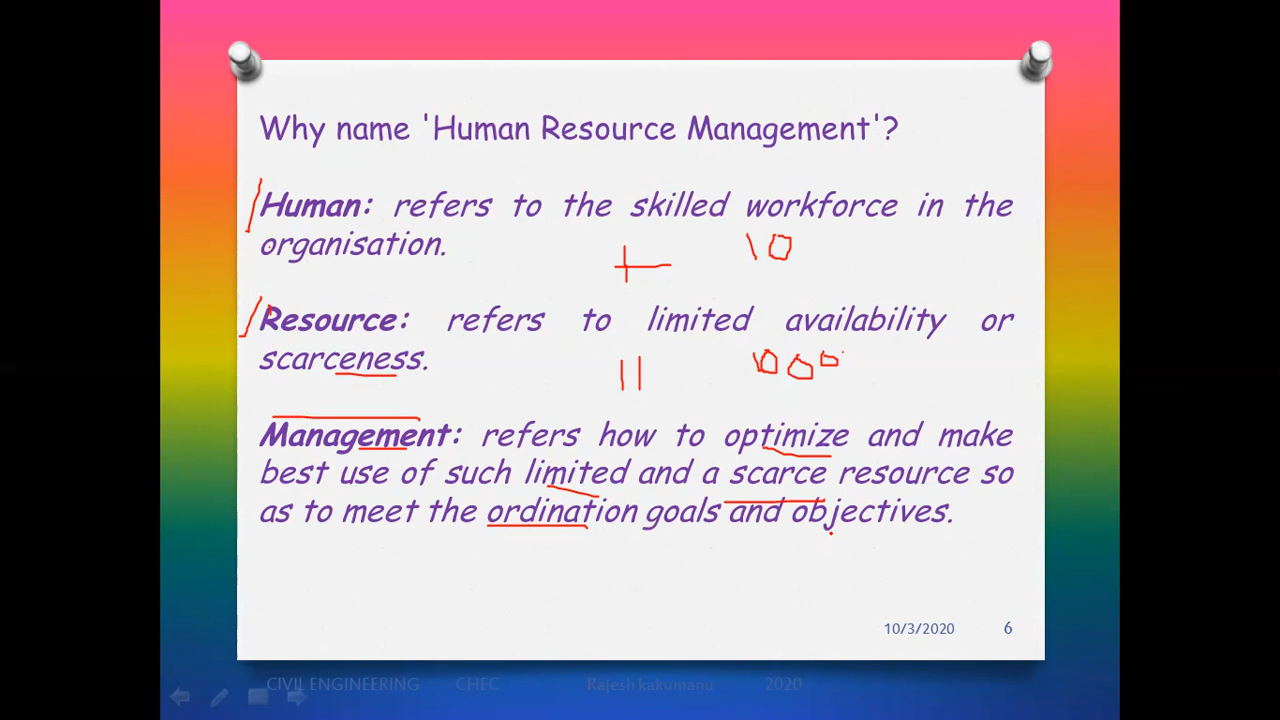 Why name 'Human Resource Management'?
Human: refers to the skilled workforce in the
organisation.
10
+
Resource: refers to limited availability or
scarceness.
1000
Management: refers how to optimize and make
best use of such limited and a scarce resource so
as to meet the ordination goals and objectives.
10/3/2020 6
CIVIL ENGINEERING CHEC Rajesh kakumanu 2020